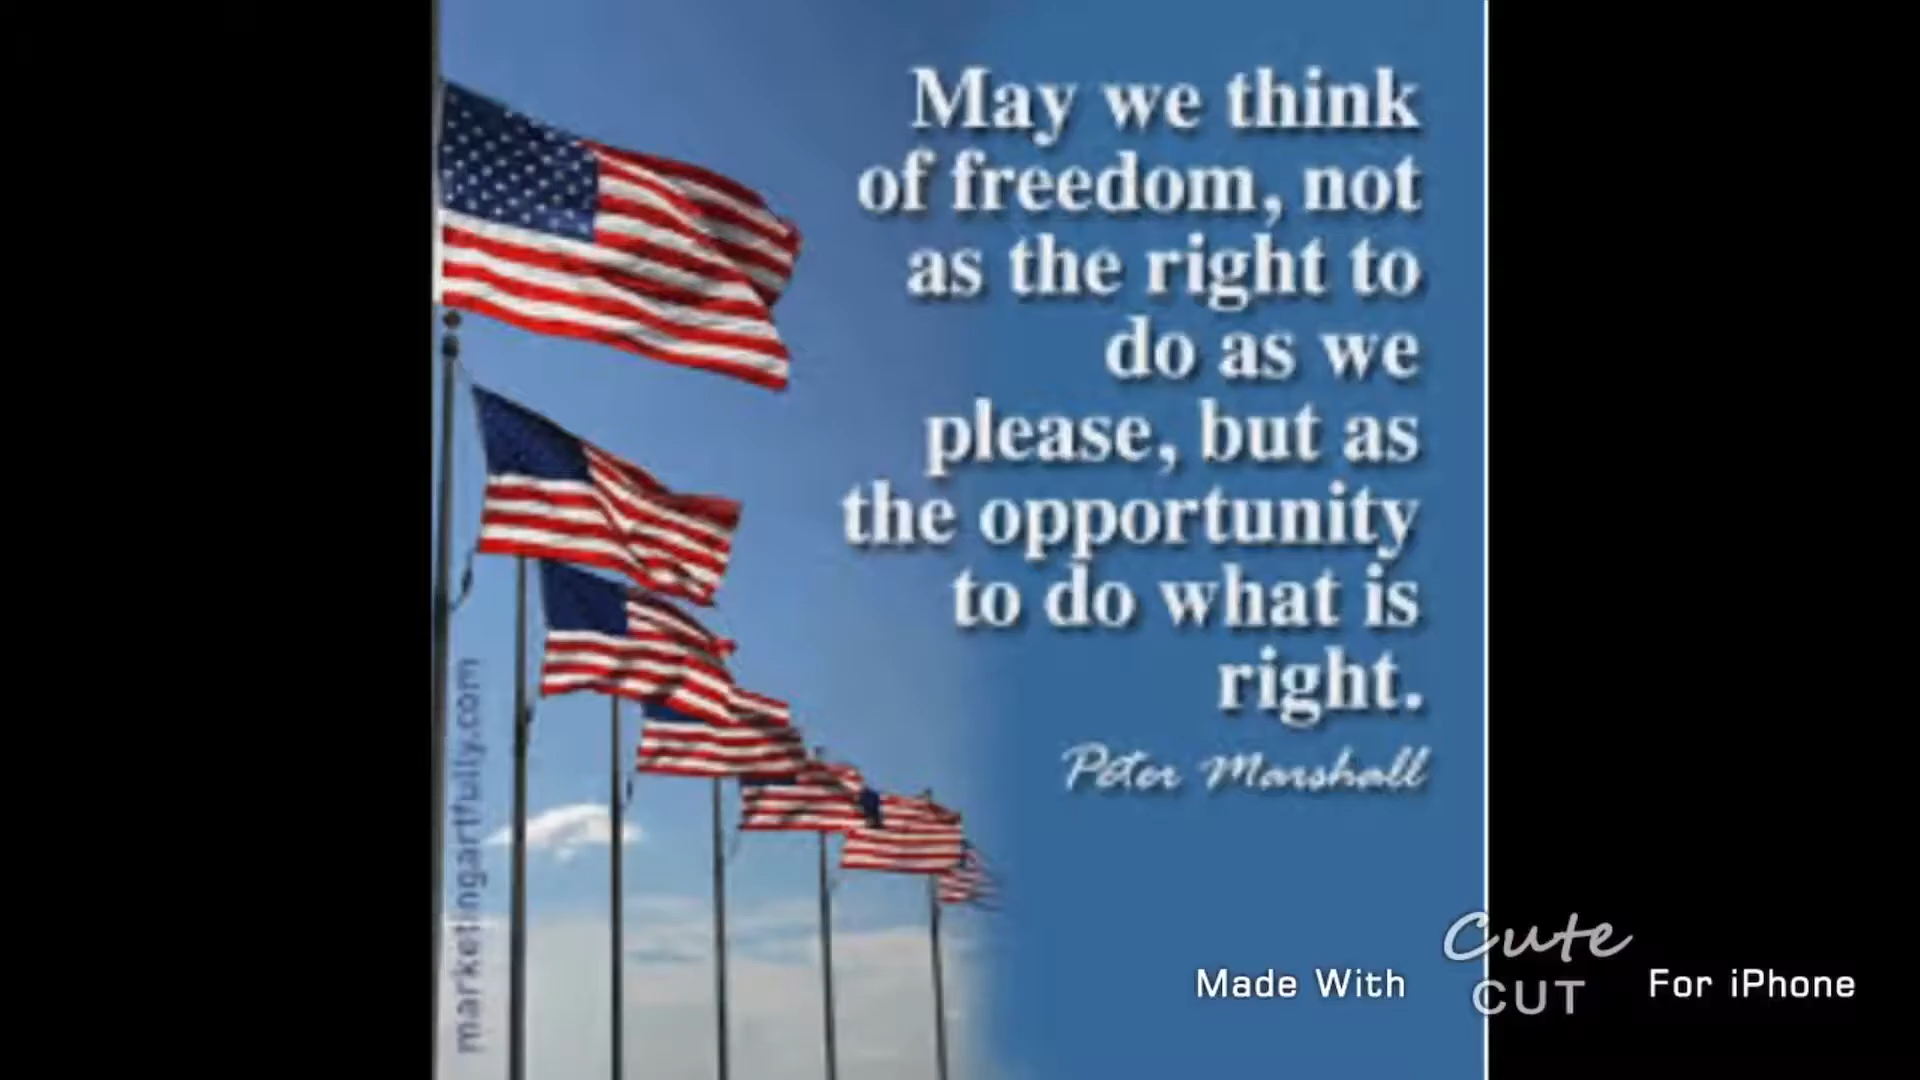 May we think
of freedom, not
as the right to
do as we
please, but as
the opportunity
to do what is
right.
Peter Marshall
marketingartfully.com
Made With Cute CUT For iPhone